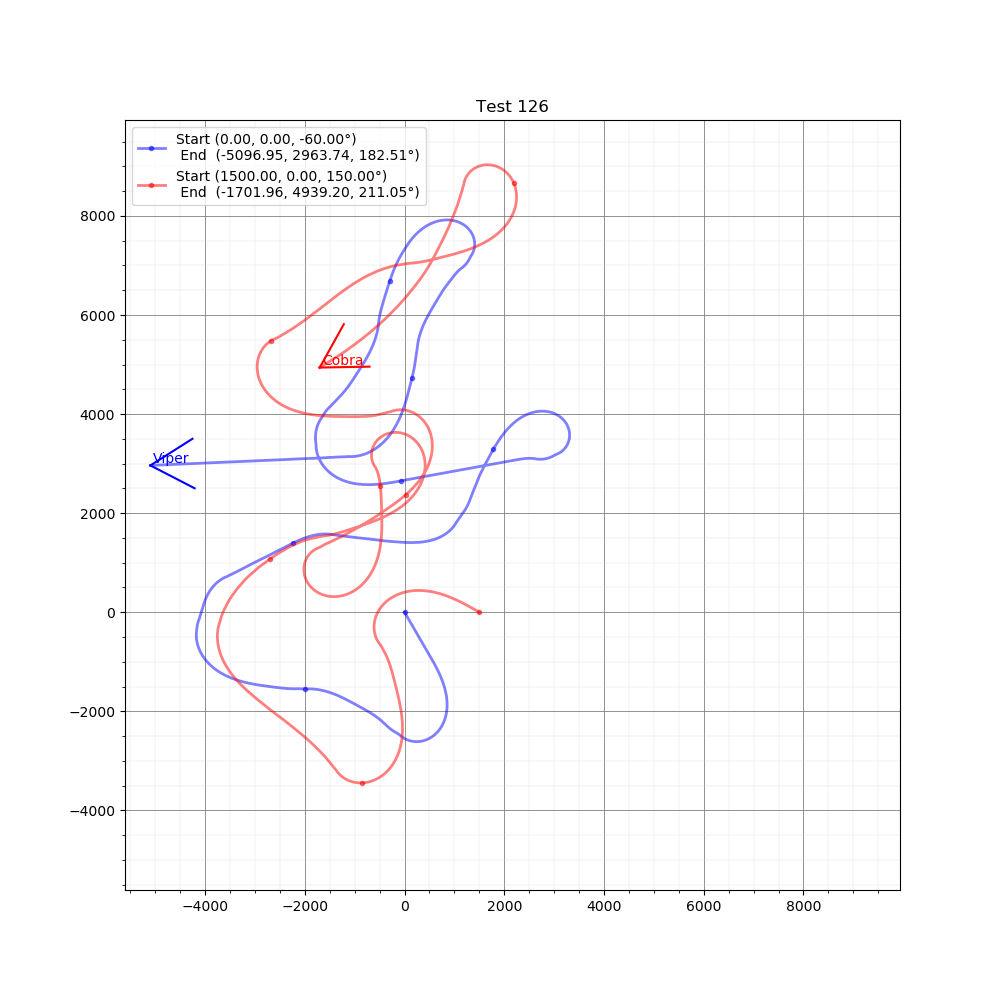 Test 126
Start (0.00, 0.00, -60.00°)
End  (-5096.95, 2963.74, 182.51°)
Start (1500.00, 0.00, 150.00°)
End  (-1701.96, 4939.20, 211.05°)
8000
6000
Cobra
4000
Viper
2000
0
−2000
−4000
−4000 −2000 0 2000 4000 6000 8000